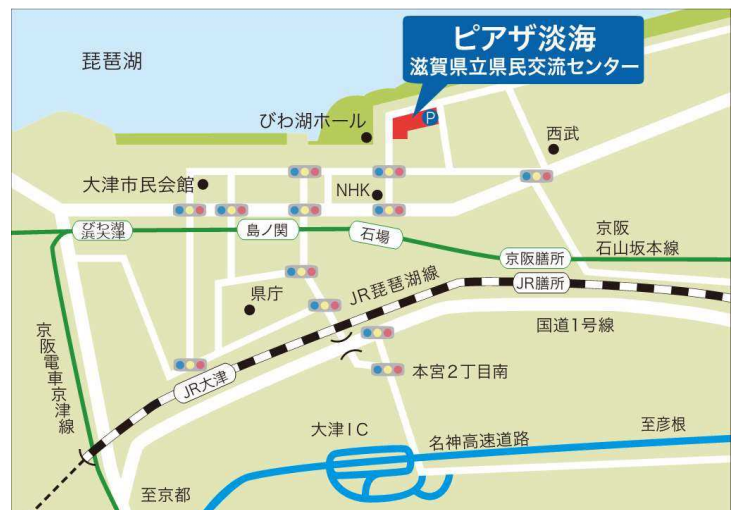 ピアザ淡海
滋賀県立県民交流センター
琵琶湖
P
びわ湖ホール
西武
大津市民会館
NHK
京阪
石山坂本線
びわ湖
浜大津
島ノ関
石場
京阪膳所
JR膳所
JR琵琶湖線
県庁
国道1号線
京阪電車京津線
JR大津
本宮2丁目南
大津IC
名神高速道路
至彦根
至京都